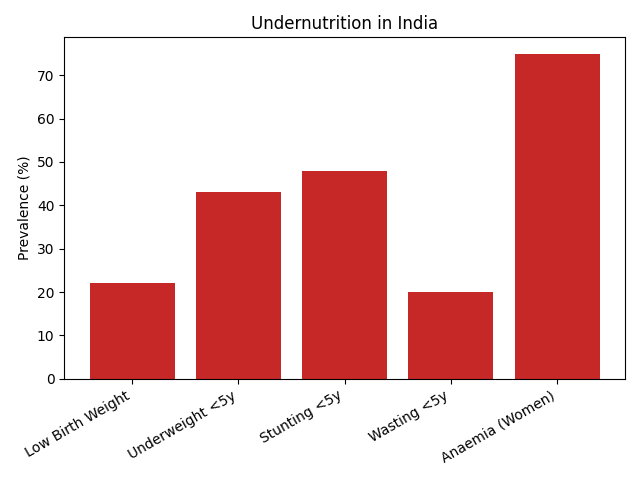 Undernutrition in India
Prevalence (%)
70
60
50
40
30
20
10
0
Low Birth Weight
Underweight <5y
Stunting <5y
Wasting <5y
Anaemia (Women)